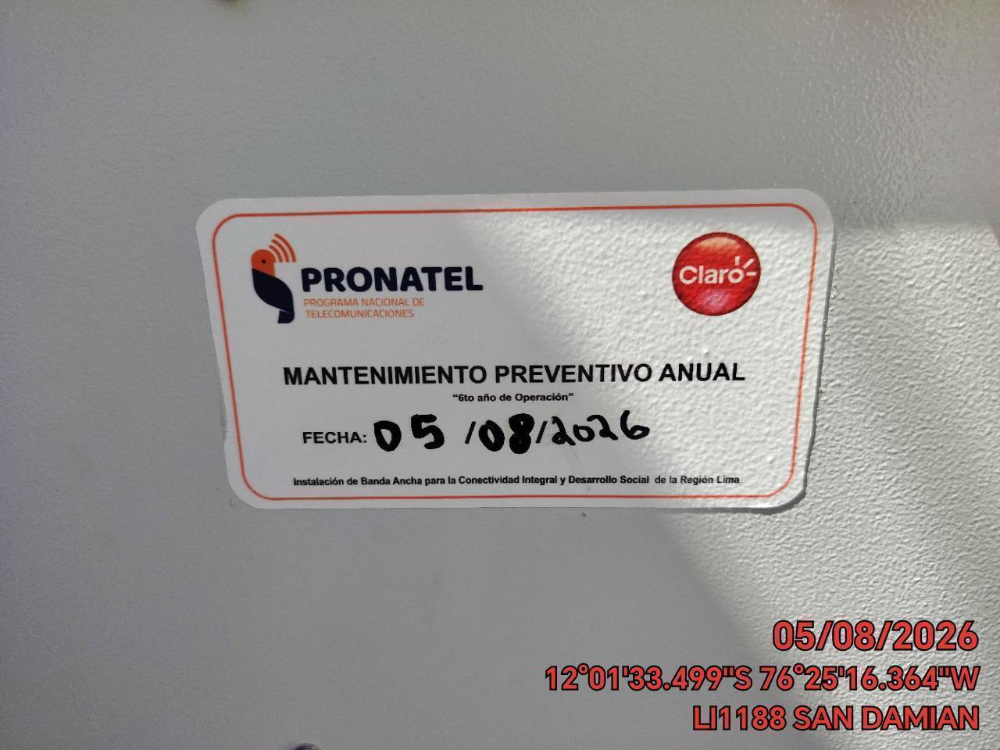 PRONATEL
PROGRAMA NACIONAL DE
TELECOMUNICACIONES
Claro
MANTENIMIENTO PREVENTIVO ANUAL
"6to año de Operación"
FECHA: 05/08/2026
Instalación de Banda Ancha para la Conectividad Integral y Desarrollo Social de la Región Lima
05/08/2026
12°01'33.499"S 76°25'16.364"W
LI1188 SAN DAMIAN